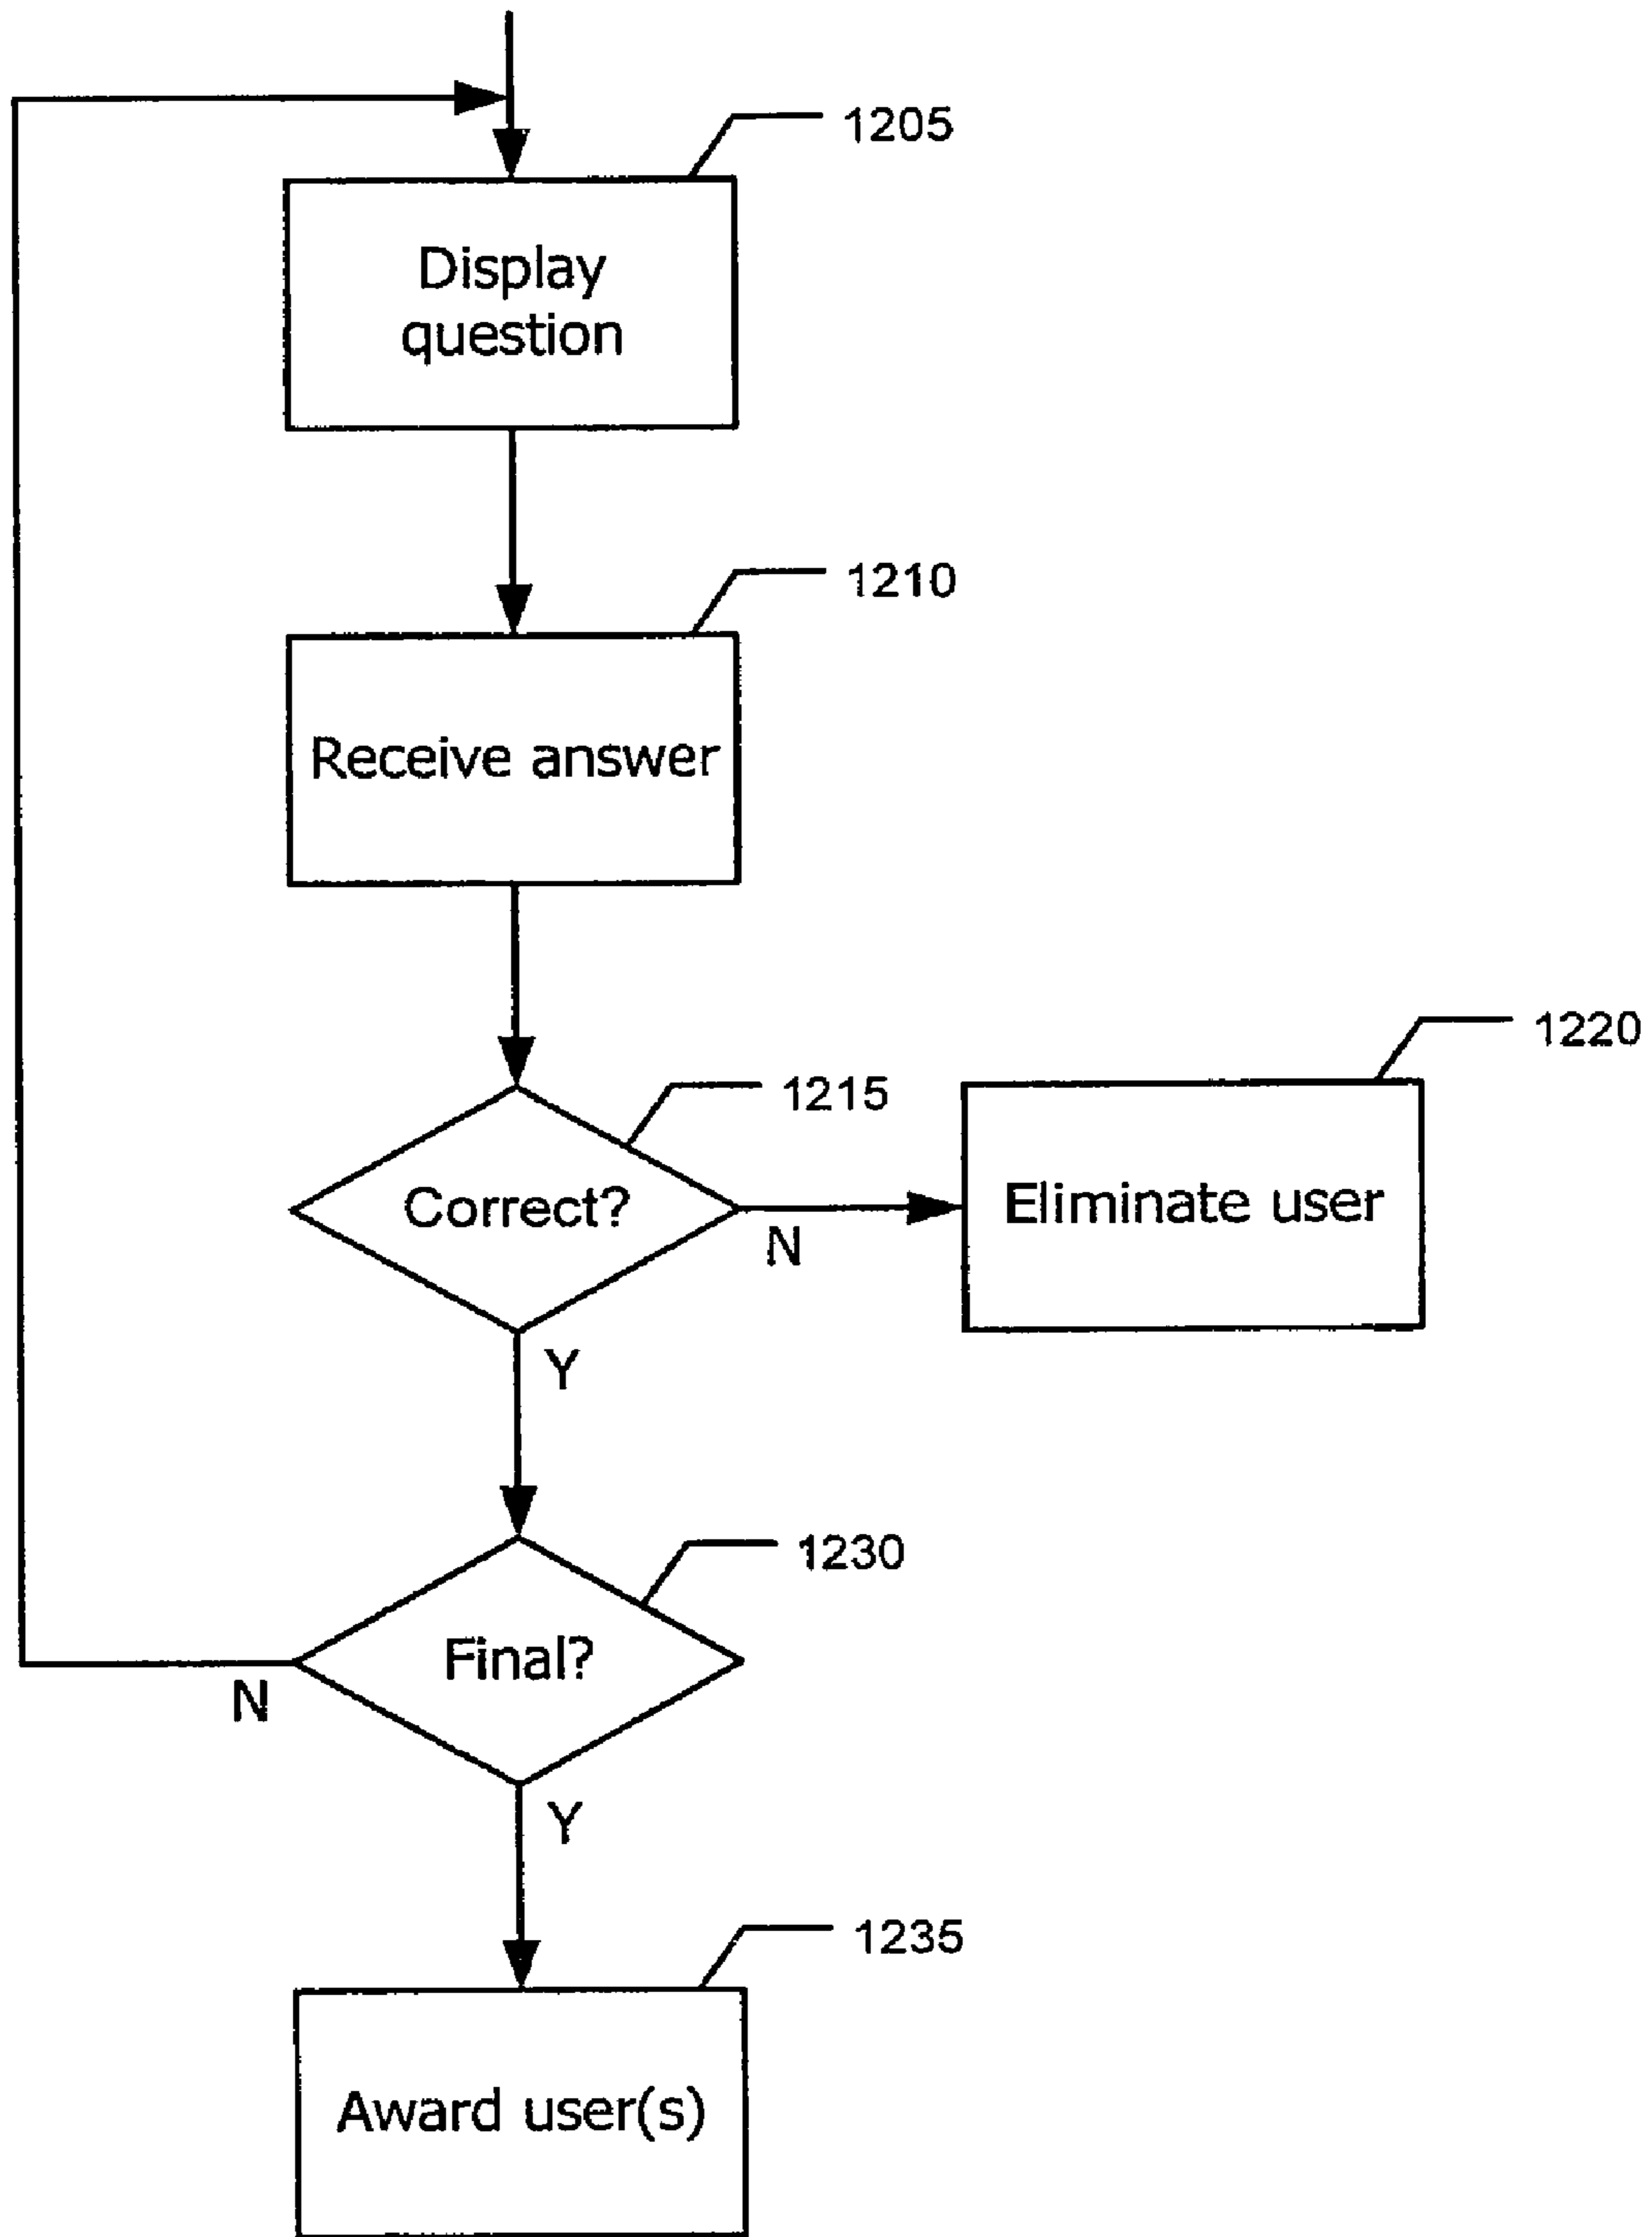 1205
Display
question
1210
Receive answer
1215
Correct?
N
1220
Eliminate user
Y
1230
Final?
N
Y
1235
Award user(s)